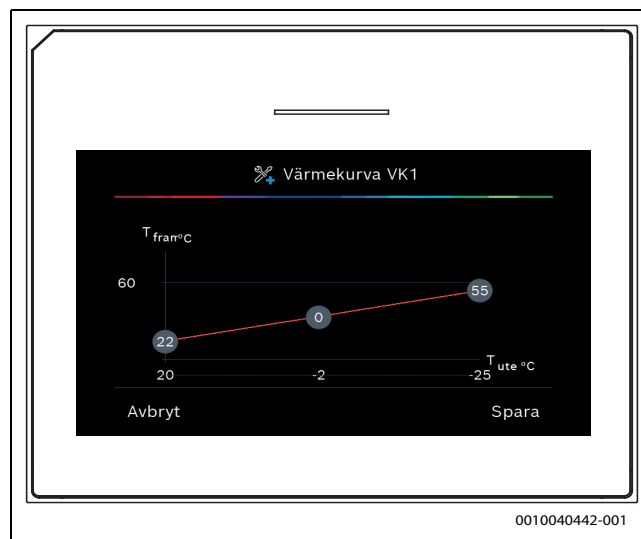 Värmekurva VK1
T fram°C
60
55
0
22
T ute °C
20 -2 -25
Avbryt Spara
0010040442-001